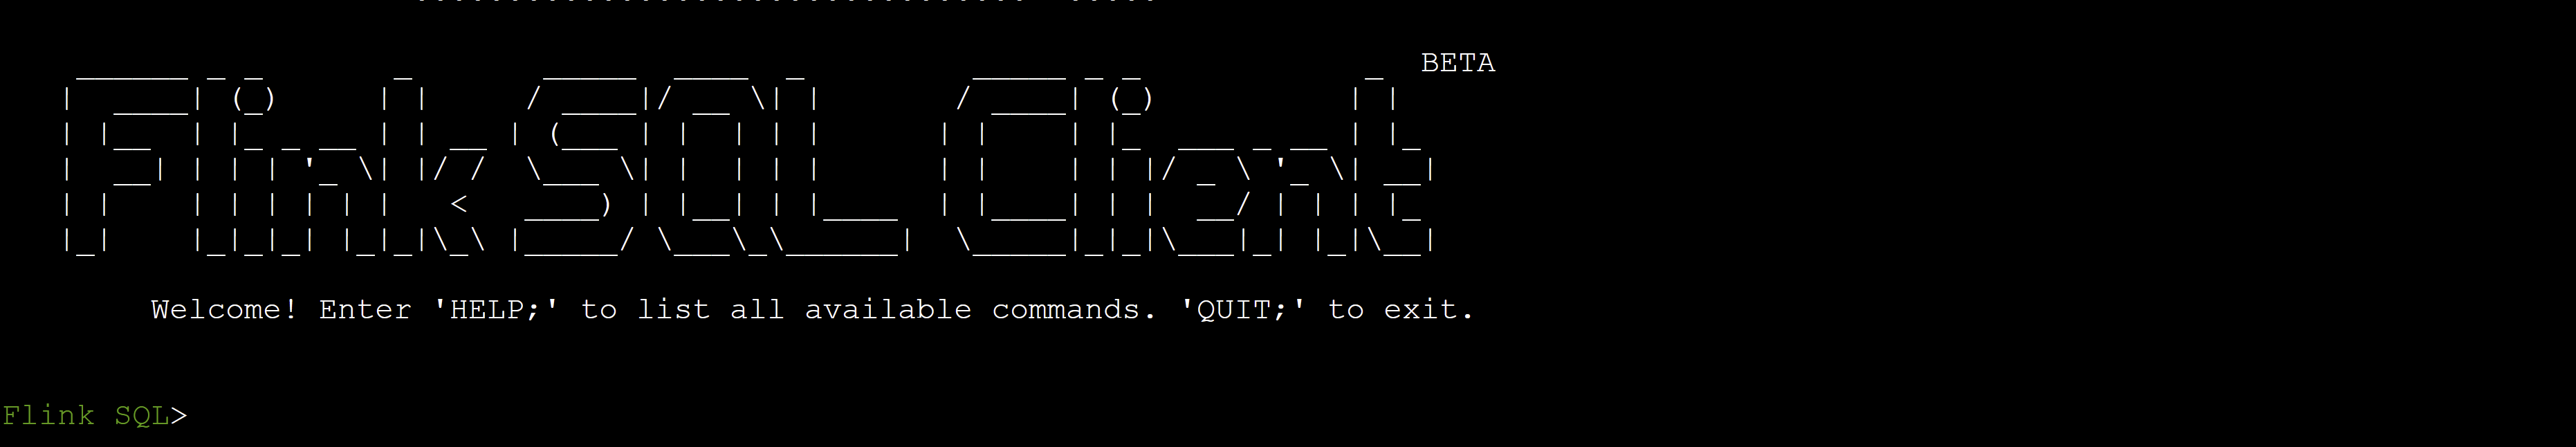 BETA
Flink SQL Client
Welcome! Enter 'HELP;' to list all available commands. 'QUIT;' to exit.
Flink SQL>